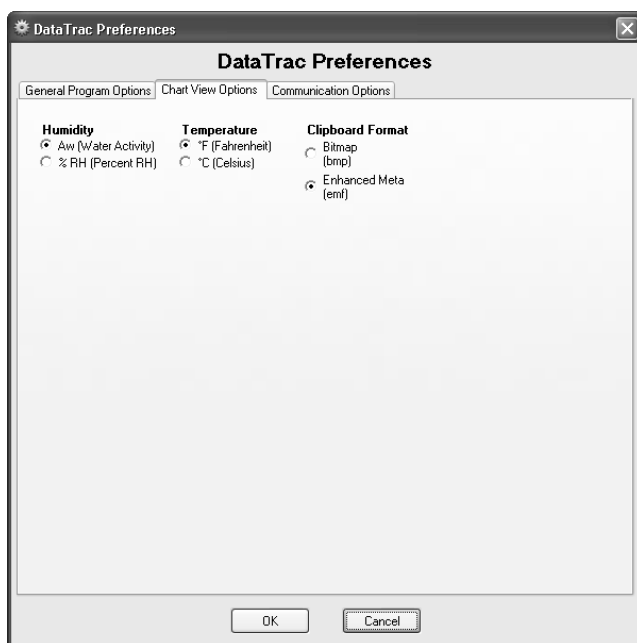 DataTrac Preferences
DataTrac Preferences
General Program Options Chart View Options Communication Options
Humidity Temperature Clipboard Format
Aw (Water Activity) °F (Fahrenheit) Bitmap
(bmp)
% RH (Percent RH) °C (Celsius)
Enhanced Meta
(emf)
OK Cancel